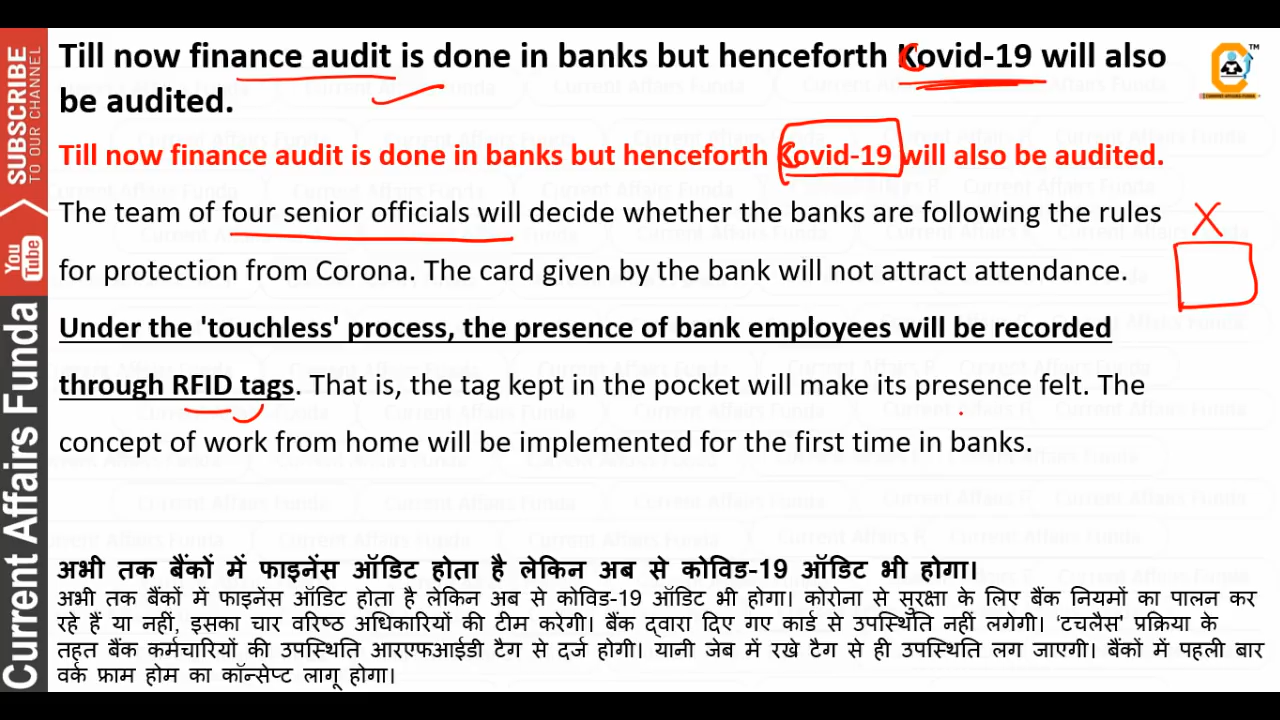 Till now finance audit is done in banks but henceforth Covid-19 will also
be audited.
Till now finance audit is done in banks but henceforth Covid-19 will also be audited.
The team of four senior officials will decide whether the banks are following the rules
for protection from Corona. The card given by the bank will not attract attendance.
Under the 'touchless' process, the presence of bank employees will be recorded
through RFID tags. That is, the tag kept in the pocket will make its presence felt. The
concept of work from home will be implemented for the first time in banks.
अभी तक बैंकों में फाइनेंस ऑडिट होता है लेकिन अब से कोविड-19 ऑडिट भी होगा।
अभी तक बैंकों में फाइनेंस ऑडिट होता है लेकिन अब से कोविड-19 ऑडिट भी होगा। कोरोना से सुरक्षा के लिए बैंक नियमों का पालन कर
रहे हैं या नहीं, इसका चार वरिष्ठ अधिकारियों की टीम करेगी। बैंक द्वारा दिए गए कार्ड से उपस्थिति नहीं लगेगी। 'टचलैस' प्रक्रिया के
तहत बैंक कर्मचारियों की उपस्थिति आरएफआईडी टैग से दर्ज होगी। यानी जेब में रखे टैग से ही उपस्थिति लग जाएगी। बैंकों में पहली बार
वर्क फ्राम होम का कॉन्सेप्ट लागू होगा।
SUBSCRIBE
TO OUR CHANNEL
You Tube
Current Affairs Funda
TM